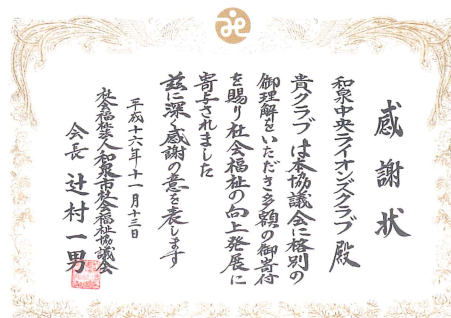 感謝状
和泉中央ライオンズクラブ殿
貴クラブは本協議会に格別の
御理解をいただき多額の御寄付
を賜り社会福祉の向上発展に
寄与されました
茲に深く感謝の意を表します
平成十六年十一月十三日
社会福祉法人和泉市社会福祉協議会
会長 辻村一男